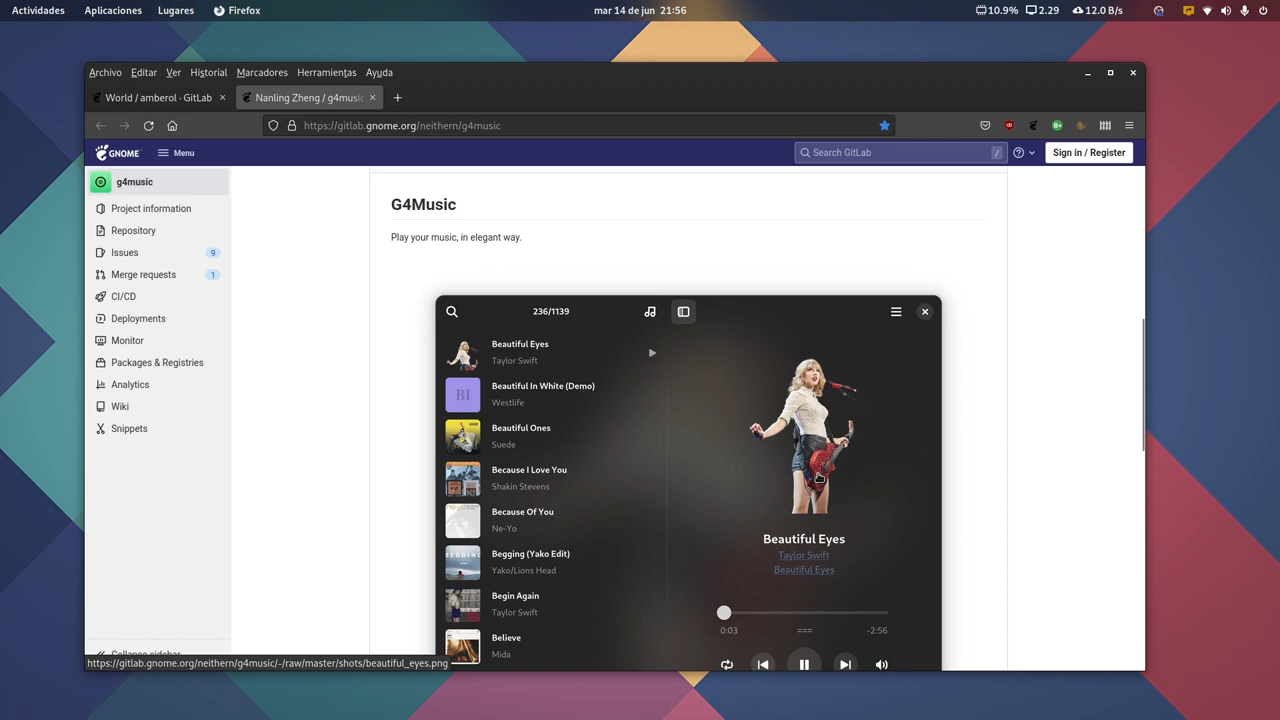 Actividades Aplicaciones Lugares Firefox mar 14 de jun 21:56 10.9% 2.29 12.0 B/s
Archivo Editar Ver Historial Marcadores Herramientas Ayuda
World / amberol · GitLab Nanling Zheng / g4music
https://gitlab.gnome.org/neithern/g4music
GNOME Menu Search GitLab / Sign in / Register
g4music
Project information
Repository
Issues 9
Merge requests 1
CI/CD
Deployments
Monitor
Packages & Registries
Analytics
Wiki
Snippets
Collapse sidebar
https://gitlab.gnome.org/neithern/g4music/-/raw/master/shots/beautiful_eyes.png
G4Music
Play your music, in elegant way.
236/1139
Beautiful Eyes
Taylor Swift
BI
Beautiful In White (Demo)
Westlife
Beautiful Ones
Suede
Because I Love You
Shakin Stevens
Because Of You
Ne-Yo
BEGGING
Begging (Yako Edit)
Yako/Lions Head
Begin Again
Taylor Swift
Believe
Mida
Beautiful Eyes
Taylor Swift
Beautiful Eyes
0:03 === -2:56